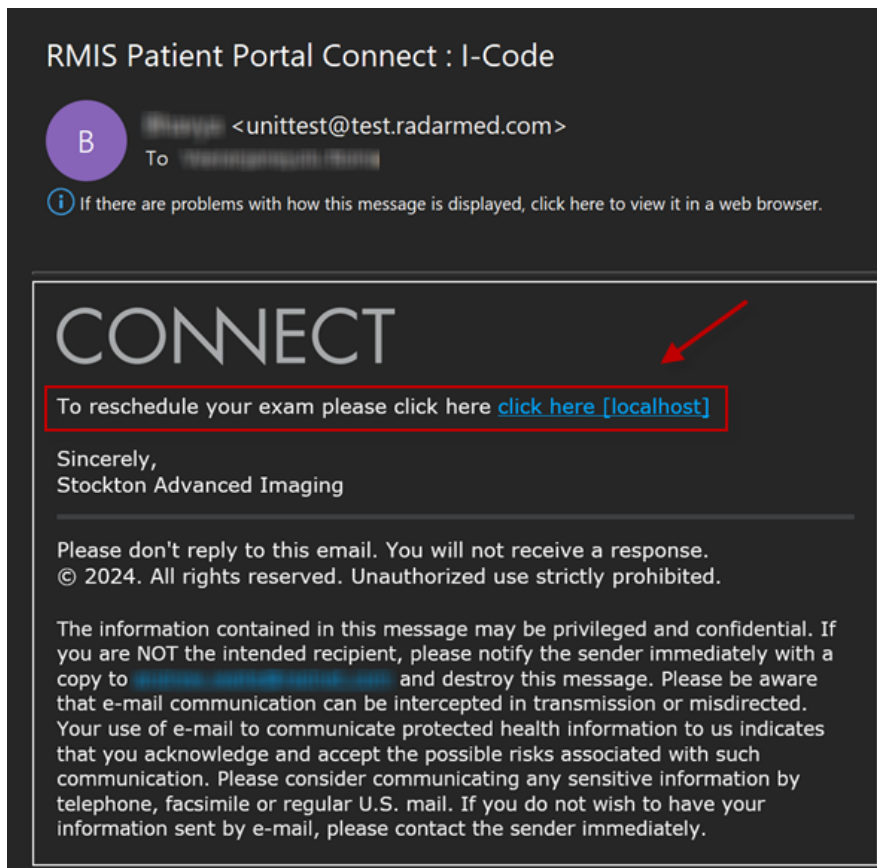 RMIS Patient Portal Connect : I-Code
B
<unittest@test.radarmed.com>
To
If there are problems with how this message is displayed, click here to view it in a web browser.
CONNECT
To reschedule your exam please click here click here [localhost]
Sincerely,
Stockton Advanced Imaging
Please don't reply to this email. You will not receive a response.
© 2024. All rights reserved. Unauthorized use strictly prohibited.
The information contained in this message may be privileged and confidential. If
you are NOT the intended recipient, please notify the sender immediately with a
copy to and destroy this message. Please be aware
that e-mail communication can be intercepted in transmission or misdirected.
Your use of e-mail to communicate protected health information to us indicates
that you acknowledge and accept the possible risks associated with such
communication. Please consider communicating any sensitive information by
telephone, facsimile or regular U.S. mail. If you do not wish to have your
information sent by e-mail, please contact the sender immediately.